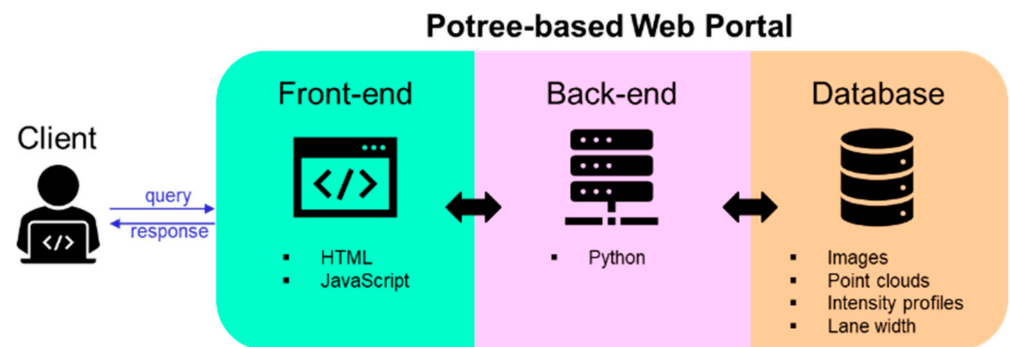 Potree-based Web Portal
Client
query
response
Front-end
</>
HTML
JavaScript
Back-end
Python
Database
Images
Point clouds
Intensity profiles
Lane width